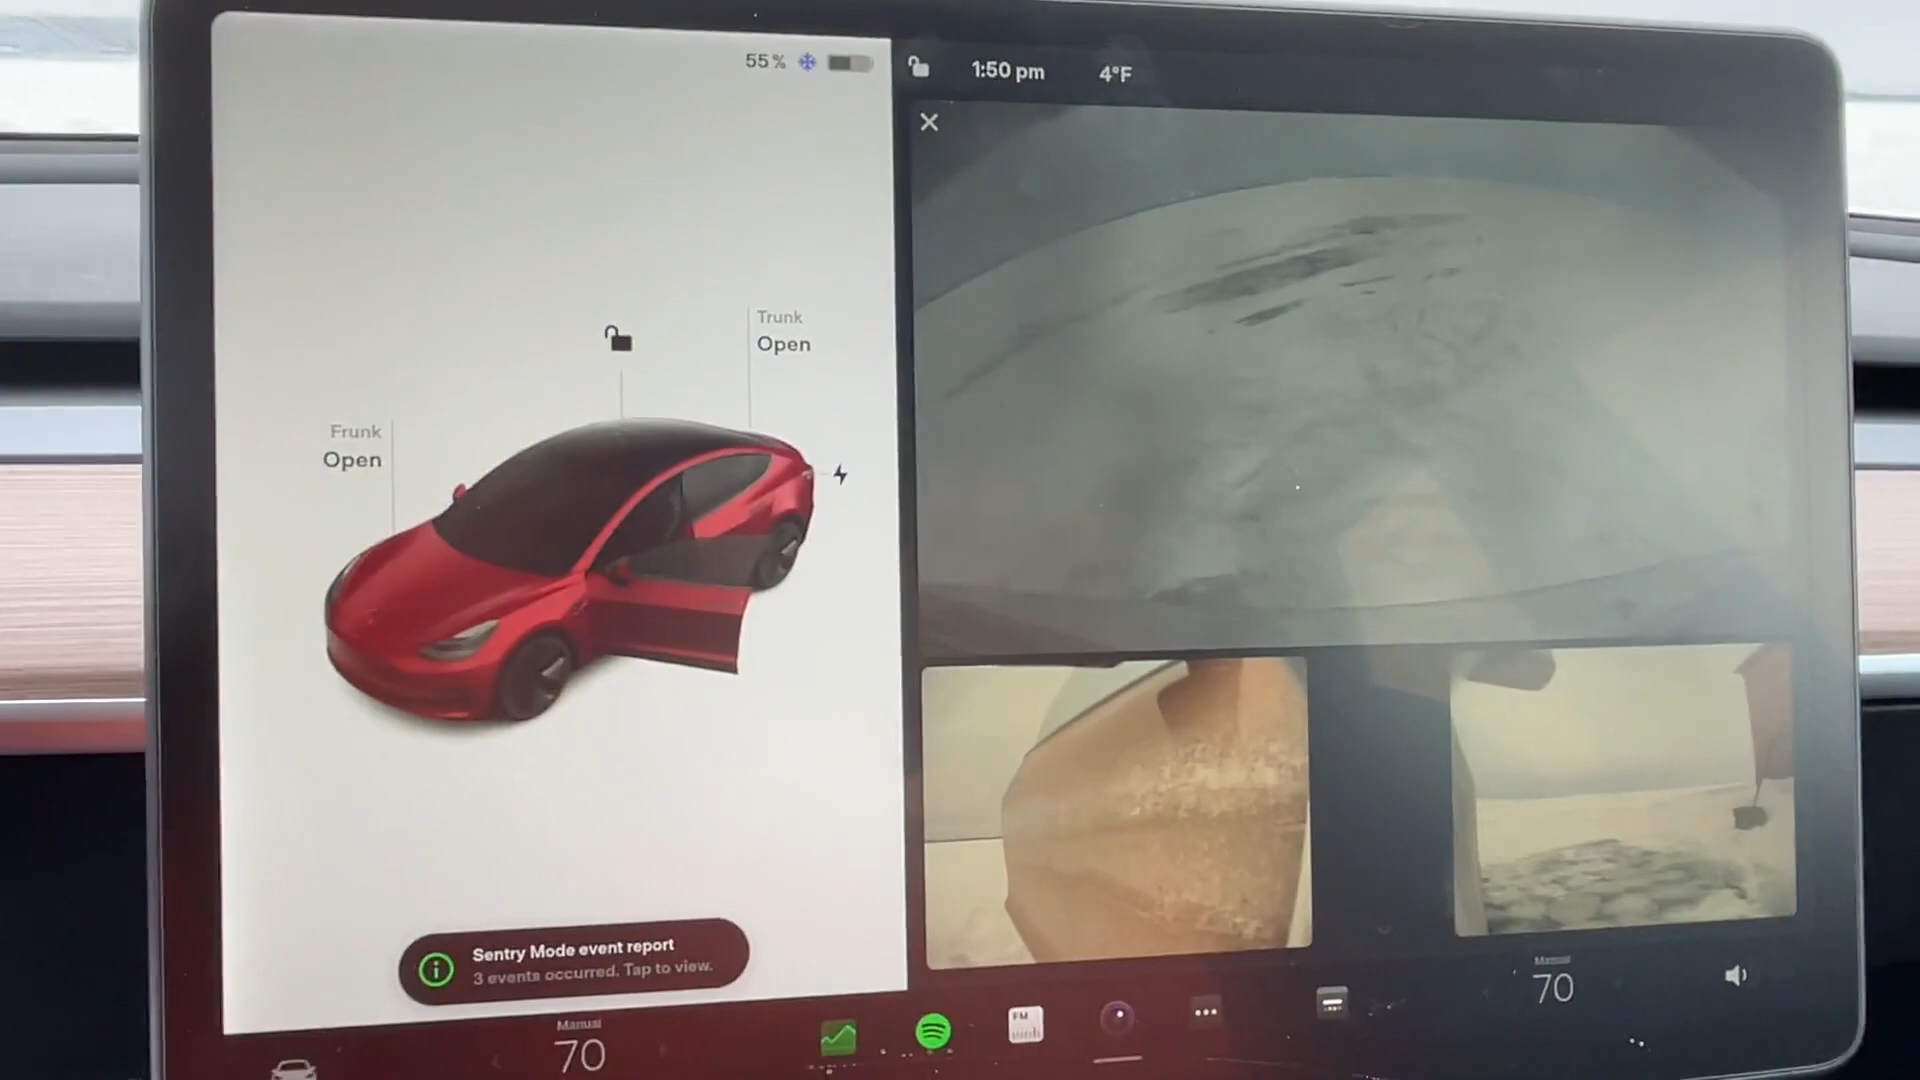 55 %
1:50 pm
4°F
Trunk
Open
Frunk
Open
Sentry Mode event report
3 events occurred. Tap to view.
Manual
70
FM
Manual
70